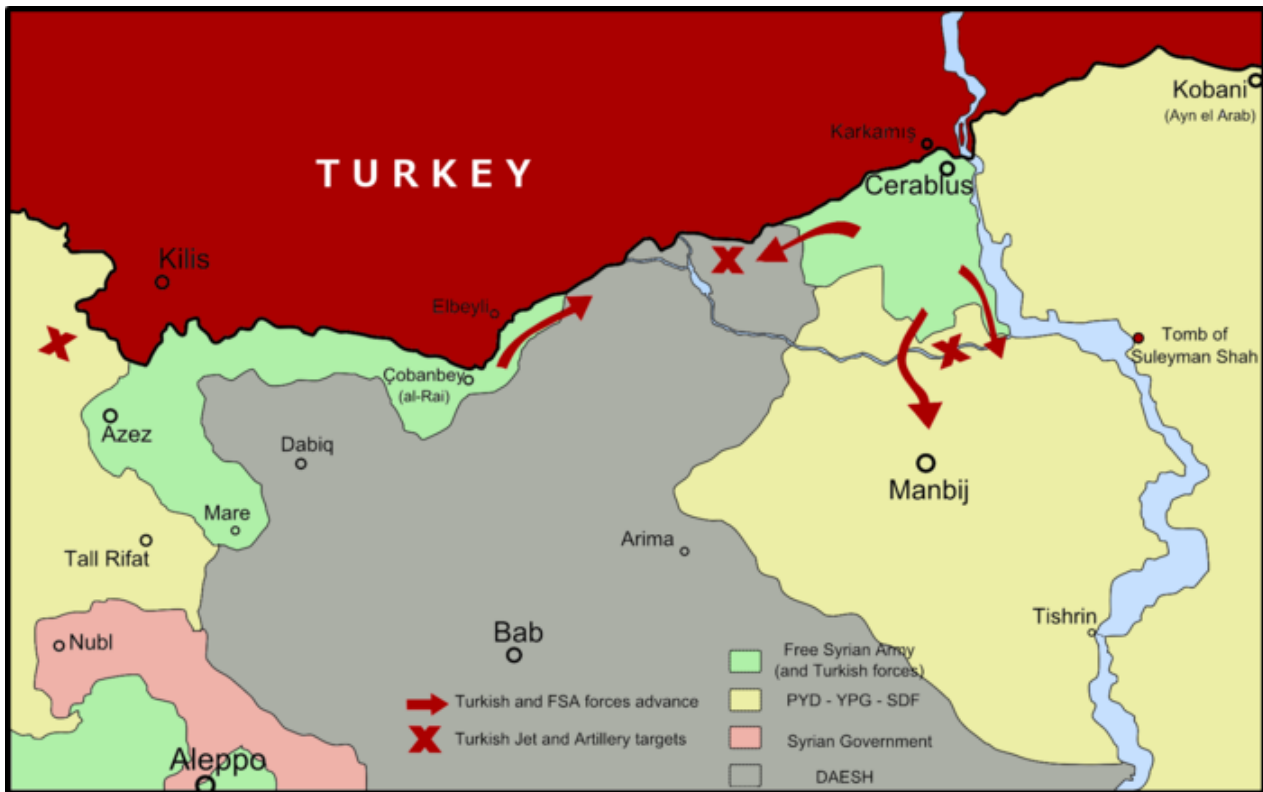 Kobani
(Ayn el Arab)
Karkamış
TURKEY
Cerablus
Kilis
Elbeyli
Tomb of
Suleyman Shah
Çobanbey
(al-Rai)
Azez
Dabiq
Manbij
Mare
Arima
Tall Rifat
Tishrin
Nubl
Bab
Free Syrian Army
(and Turkish forces)
Turkish and FSA forces advance
PYD - YPG - SDF
Turkish Jet and Artillery targets
Syrian Government
Aleppo
DAESH